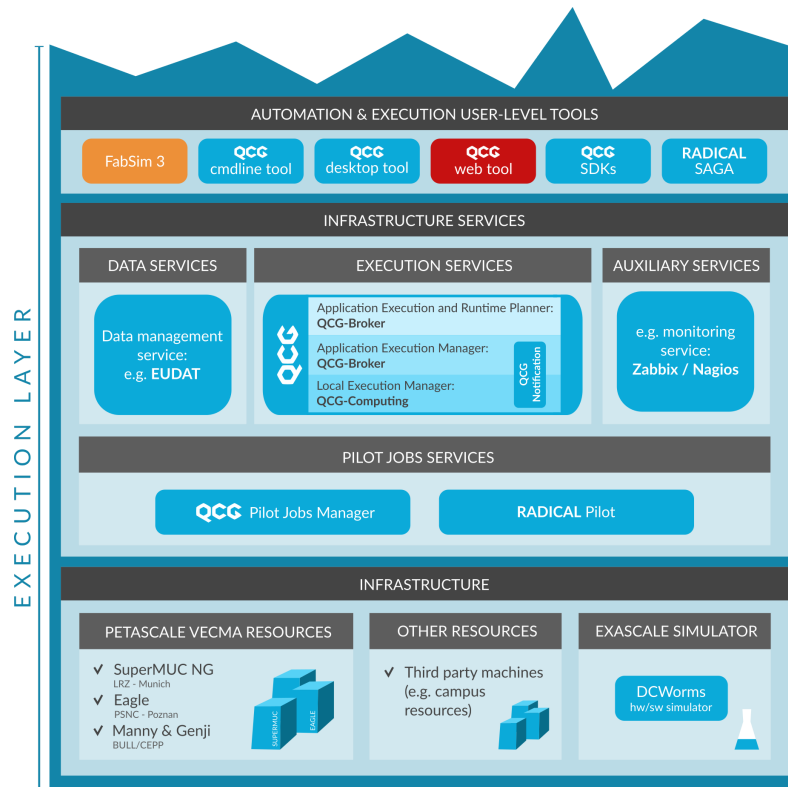 EXECUTION LAYER
AUTOMATION & EXECUTION USER-LEVEL TOOLS
FabSim 3
QCG
cmdline tool
QCG
desktop tool
QCG
web tool
QCG
SDKs
RADICAL
SAGA
INFRASTRUCTURE SERVICES
DATA SERVICES
Data management
service:
e.g. EUDAT
EXECUTION SERVICES
QCG
Application Execution and Runtime Planner:
QCG-Broker
Application Execution Manager:
QCG-Broker
Local Execution Manager:
QCG-Computing
QCG
Notification
AUXILIARY SERVICES
e.g. monitoring
service:
Zabbix / Nagios
PILOT JOBS SERVICES
QCG Pilot Jobs Manager
RADICAL Pilot
INFRASTRUCTURE
PETASCALE VECMA RESOURCES
✓ SuperMUC NG
LRZ - Munich
✓ Eagle
PSNC - Poznan
✓ Manny & Genji
BULL/CEPP
SUPERMUC
EAGLE
OTHER RESOURCES
✓ Third party machines
(e.g. campus
resources)
EXASCALE SIMULATOR
DCWorms
hw/sw simulator